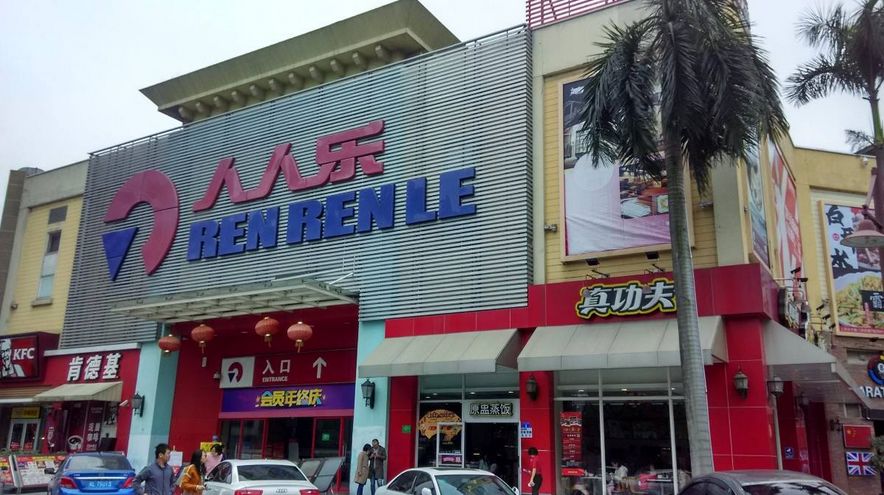 人人乐
REN REN LE
KFC
肯德基
入口
ENTRANCE
会员年终庆
真功夫
原盅蒸饭